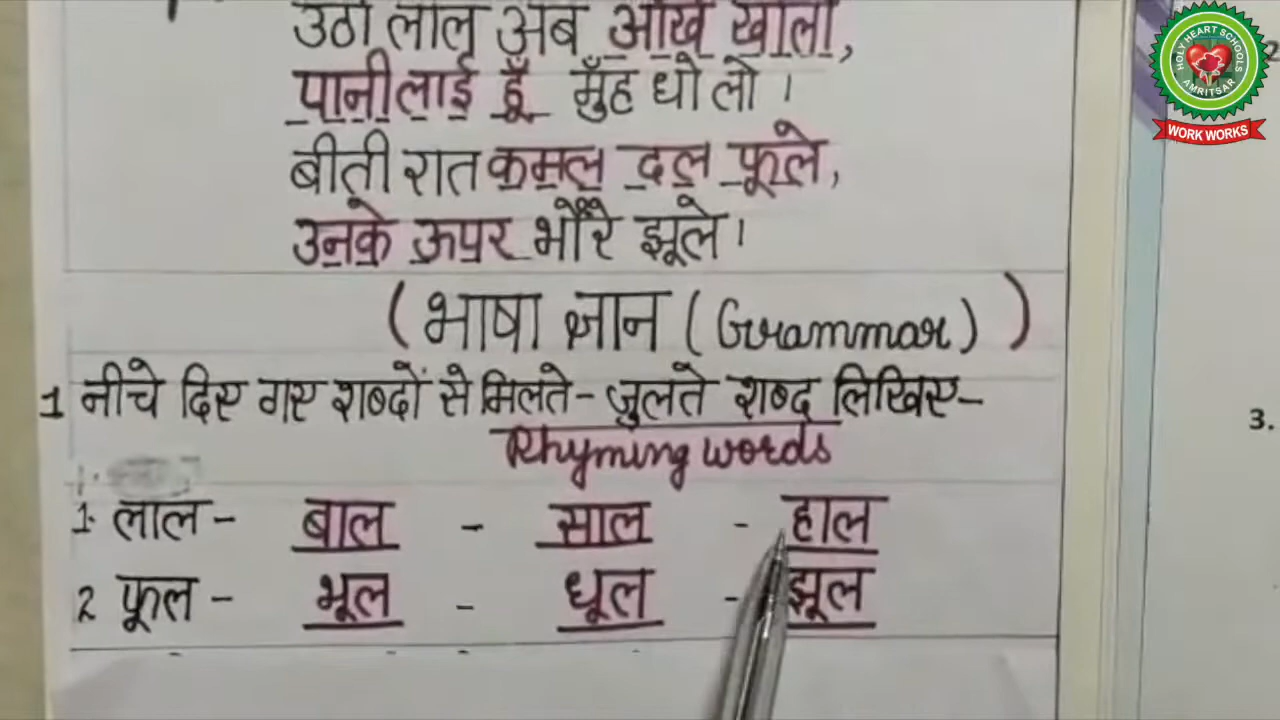 उठो लाल अब आँखें खोलो,
पानी लाई हूँ मुँह धो लो।
बीती रात कमल दल फूले,
उनके ऊपर भौंरे झूले।
(भाषा ज्ञान (Grammar))
1 नीचे दिए गए शब्दों से मिलते-जुलते शब्द लिखिए-
Rhyming words
1. लाल- बाल - साल - हाल
2 फूल- भूल - धूल - झूल
3.
HOLY HEART SCHOOLS
AMRITSAR
WORK WORKS